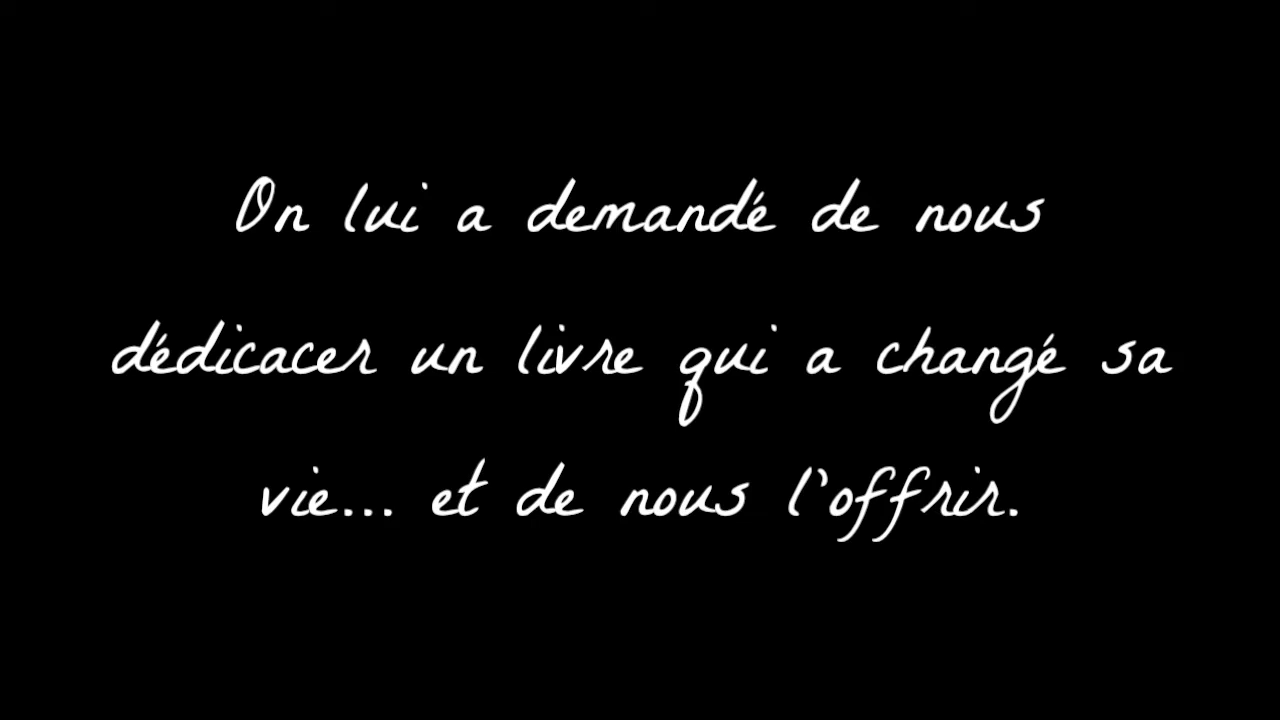 On lui a demandé de nous
dédicacer un livre qui a changé sa
vie... et de nous l'offrir.